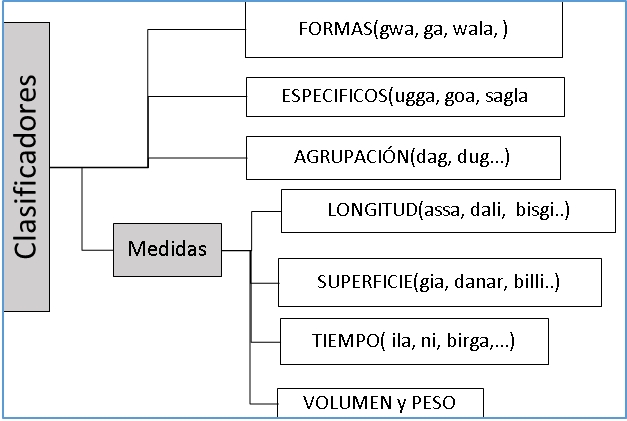 Clasificadores
FORMAS(gwa, ga, wala, )
ESPECIFICOS(ugga, goa, sagla
AGRUPACIÓN(dag, dug...)
Medidas
LONGITUD(assa, dali, bisgi..)
SUPERFICIE(gia, danar, billi..)
TIEMPO( ila, ni, birga,...)
VOLUMEN y PESO